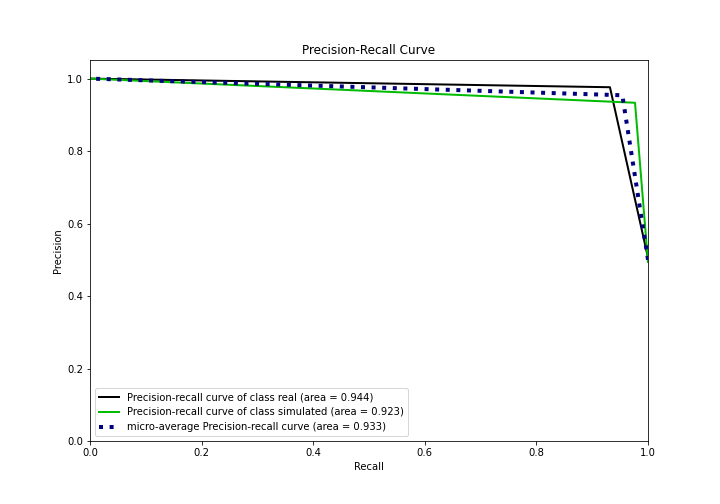 Precision-Recall Curve
1.0
0.8
0.6
0.4
0.2
0.0
Precision
Precision-recall curve of class real (area = 0.944)
Precision-recall curve of class simulated (area = 0.923)
micro-average Precision-recall curve (area = 0.933)
0.0 0.2 0.4 0.6 0.8 1.0
Recall